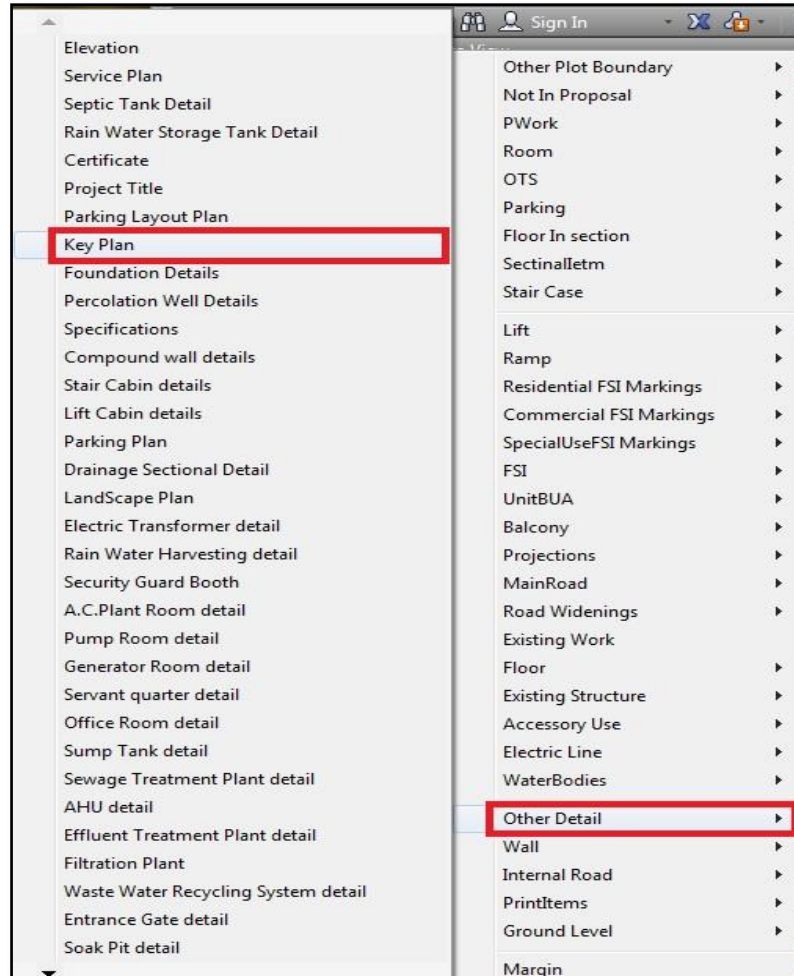 Sign In
Elevation
Service Plan
Septic Tank Detail
Rain Water Storage Tank Detail
Certificate
Project Title
Parking Layout Plan
Key Plan
Foundation Details
Percolation Well Details
Specifications
Compound wall details
Stair Cabin details
Lift Cabin details
Parking Plan
Drainage Sectional Detail
LandScape Plan
Electric Transformer detail
Rain Water Harvesting detail
Security Guard Booth
A.C.Plant Room detail
Pump Room detail
Generator Room detail
Servant quarter detail
Office Room detail
Sump Tank detail
Sewage Treatment Plant detail
AHU detail
Effluent Treatment Plant detail
Filtration Plant
Waste Water Recycling System detail
Entrance Gate detail
Soak Pit detail
Other Plot Boundary
Not In Proposal
PWork
Room
OTS
Parking
Floor In section
SectinalIetm
Stair Case
Lift
Ramp
Residential FSI Markings
Commercial FSI Markings
SpecialUseFSI Markings
FSI
UnitBUA
Balcony
Projections
MainRoad
Road Widenings
Existing Work
Floor
Existing Structure
Accessory Use
Electric Line
WaterBodies
Other Detail
Wall
Internal Road
PrintItems
Ground Level
Margin